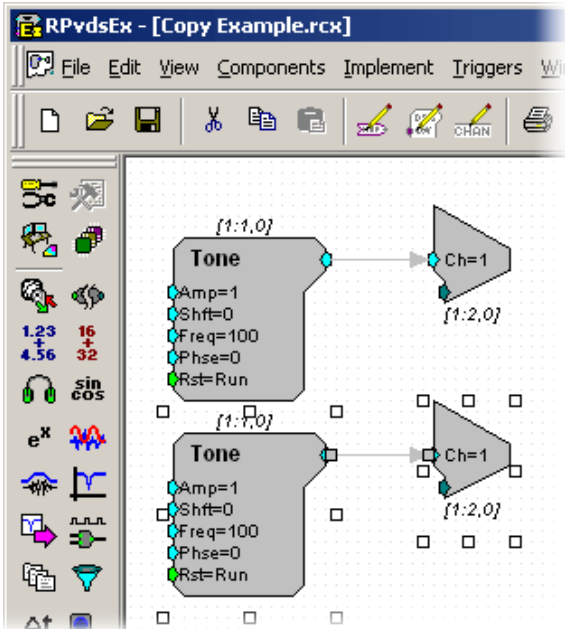 RPvdsEx - [Copy Example.rcx]
File Edit View Components Implement Triggers
CHAN
[1:1,0]
Tone
Amp=1
Shft=0
Freq=100
Phse=0
Rst=Run
Ch=1
[1:2,0]
1.23 + 4.56
16 + 32
sin cos
eˣ
[1:1,0]
Tone
Amp=1
Shft=0
Freq=100
Phse=0
Rst=Run
Ch=1
[1:2,0]
Δt